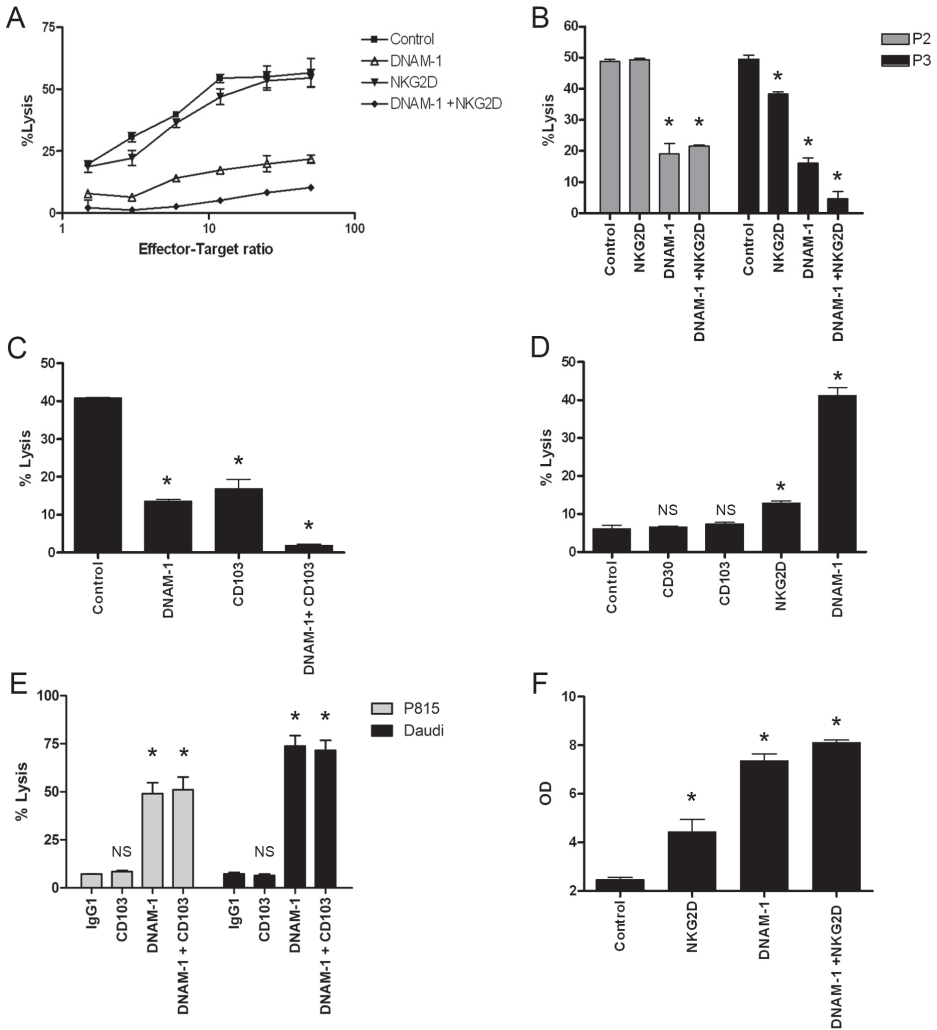 A
75
50
25
0
%Lysis
1
10
100
Effector-Target ratio
Control
DNAM-1
NKG2D
DNAM-1 +NKG2D
B
60
50
40
30
20
10
0
%Lysis
P2
P3
*
*
*
*
*
Control
NKG2D
DNAM-1
DNAM-1 +NKG2D
Control
NKG2D
DNAM-1
DNAM-1 +NKG2D
C
50
40
30
20
10
0
% Lysis
*
*
*
Control
DNAM-1
CD103
DNAM-1+ CD103
D
50
40
30
20
10
0
% Lysis
NS
NS
*
*
Control
CD30
CD103
NKG2D
DNAM-1
E
100
75
50
25
0
% Lysis
P815
Daudi
NS
*
*
NS
*
*
IgG1
CD103
DNAM-1
DNAM-1 + CD103
IgG1
CD103
DNAM-1
DNAM-1 + CD103
F
10
8
6
4
2
OD
*
*
*
Control
NKG2D
DNAM-1
DNAM-1 +NKG2D